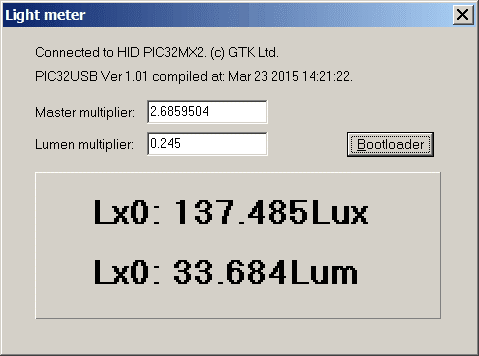 Light meter
Connected to HID PIC32MX2. (c) GTK Ltd.
PIC32USB Ver 1.01 compiled at: Mar 23 2015 14:21:22.
Master multiplier: 2.6859504
Lumen multiplier: 0.245 Bootloader
Lx0: 137.485Lux
Lx0: 33.684Lum